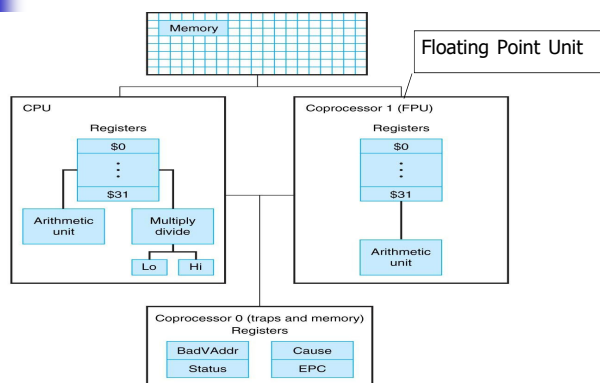 Memory
Floating Point Unit
CPU
Registers
$0
$31
Arithmetic
unit
Multiply
divide
Lo
Hi
Coprocessor 1 (FPU)
Registers
$0
$31
Arithmetic
unit
Coprocessor 0 (traps and memory)
Registers
BadVAddr
Cause
Status
EPC